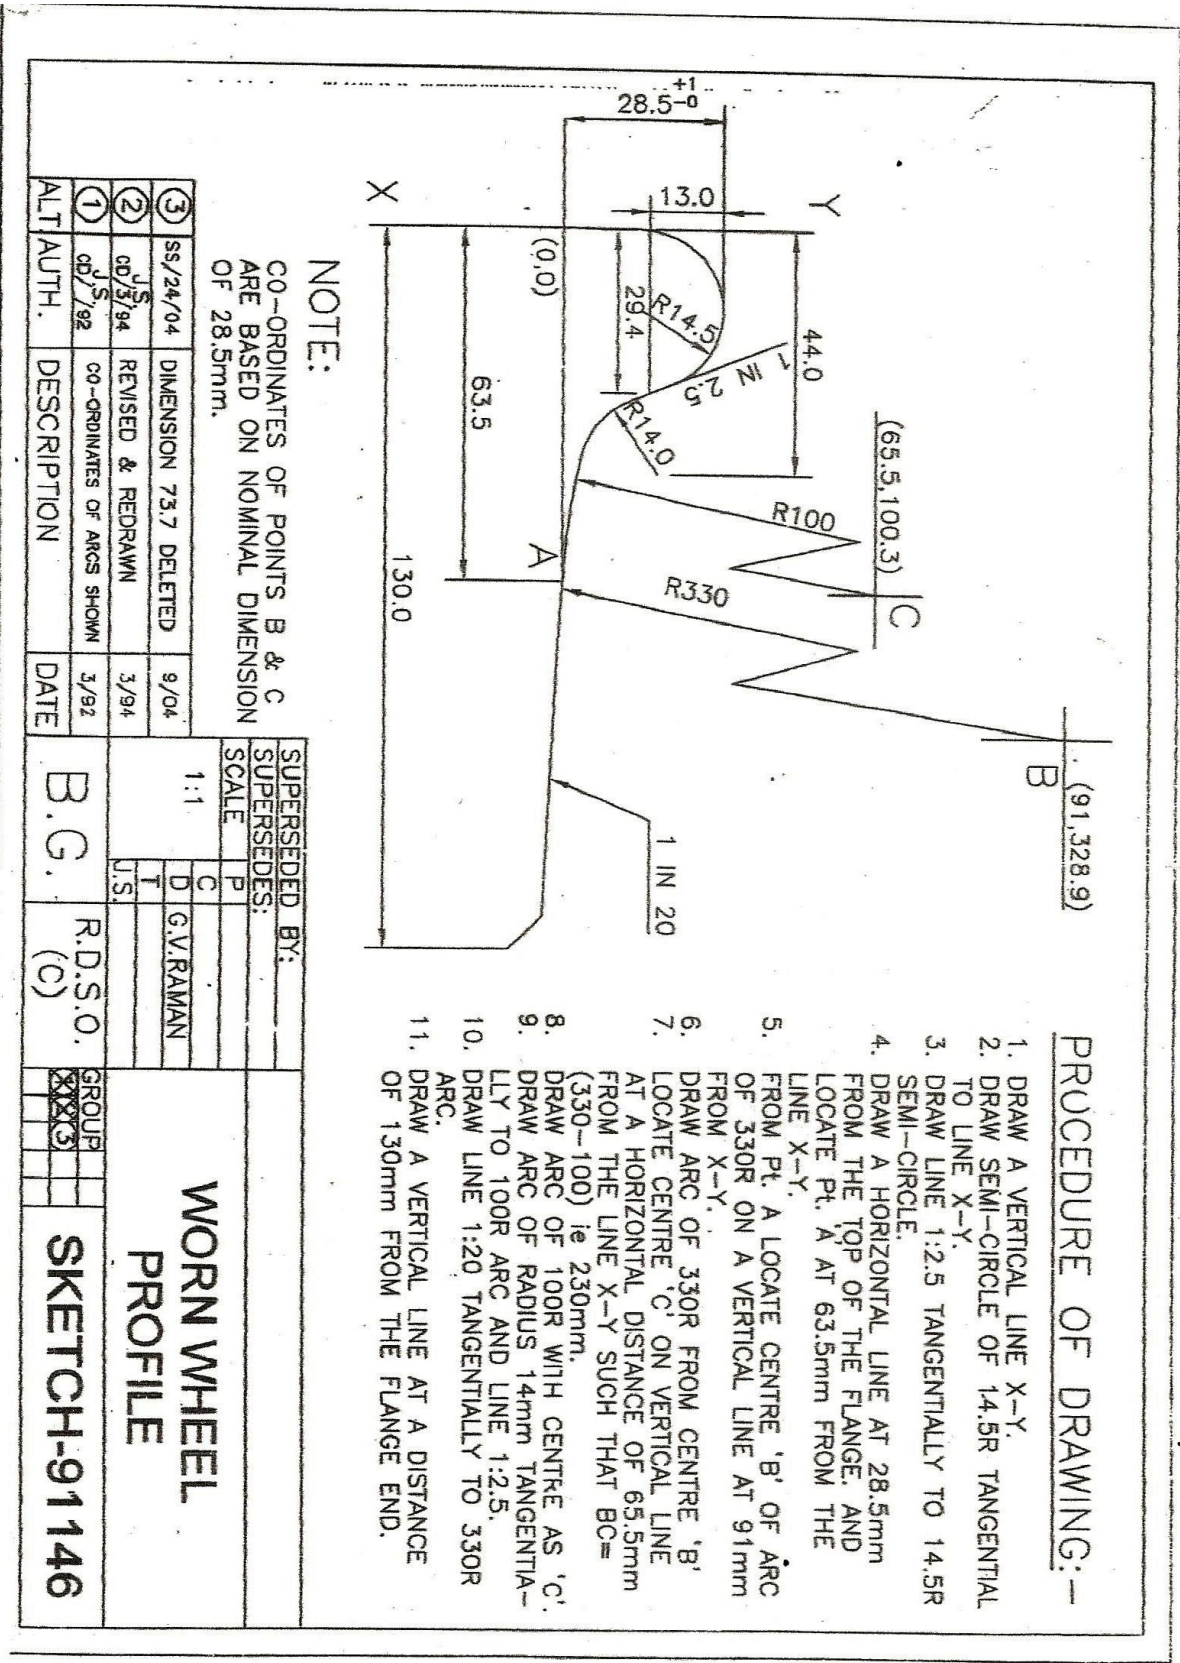 PROCEDURE OF DRAWING:—
1. DRAW A VERTICAL LINE X—Y.
2. DRAW SEMI—CIRCLE OF 14.5R TANGENTIAL
TO LINE X—Y.
3. DRAW LINE 1:2.5 TANGENTIALLY TO 14.5R
SEMI—CIRCLE.
4. DRAW A HORIZONTAL LINE AT 28.5mm
FROM THE TOP OF THE FLANGE. AND
LOCATE Pt. 'A' AT 63.5mm FROM THE
LINE X—Y.
5. FROM Pt. A LOCATE CENTRE 'B' OF ARC
OF 330R ON A VERTICAL LINE AT 91mm
FROM X—Y.
6. DRAW ARC OF 330R FROM CENTRE 'B'
7. LOCATE CENTRE 'C' ON VERTICAL LINE
AT A HORIZONTAL DISTANCE OF 65.5mm
FROM THE LINE X—Y SUCH THAT BC=
(330—100) ie 230mm.
8. DRAW ARC OF 100R WITH CENTRE AS 'C'.
9. DRAW ARC OF RADIUS 14mm TANGENTIA—
LLY TO 100R ARC AND LINE 1:2.5.
10. DRAW LINE 1:20 TANGENTIALLY TO 330R
ARC.
11. DRAW A VERTICAL LINE AT A DISTANCE
OF 130mm FROM THE FLANGE END.
(91,328.9)
B
(65.5,100.3)
C
Y
44.0
1 IN 2.5
+1
28.5-0
13.0
R14.5
29.4
R14.0
R100
R330
1 IN 20
(0,0)
A
63.5
130.0
X
NOTE:
CO—ORDINATES OF POINTS B & C
ARE BASED ON NOMINAL DIMENSION
OF 28.5mm.
3 SS/24/04 DIMENSION 73.7 DELETED 9/04
2 J.S. CD/3/94 REVISED & REDRAWN 3/94
1 J.S. CD/ /92 CO—ORDINATES OF ARCS SHOWN 3/92
ALT. AUTH. DESCRIPTION DATE
SUPERSEDED BY:
SUPERSEDES:
SCALE
1:1
P
C
D G.V.RAMAN
T
J.S.
B.G.
R.D.S.O.
(C)
WORN WHEEL
PROFILE
GROUP
3
SKETCH-91146